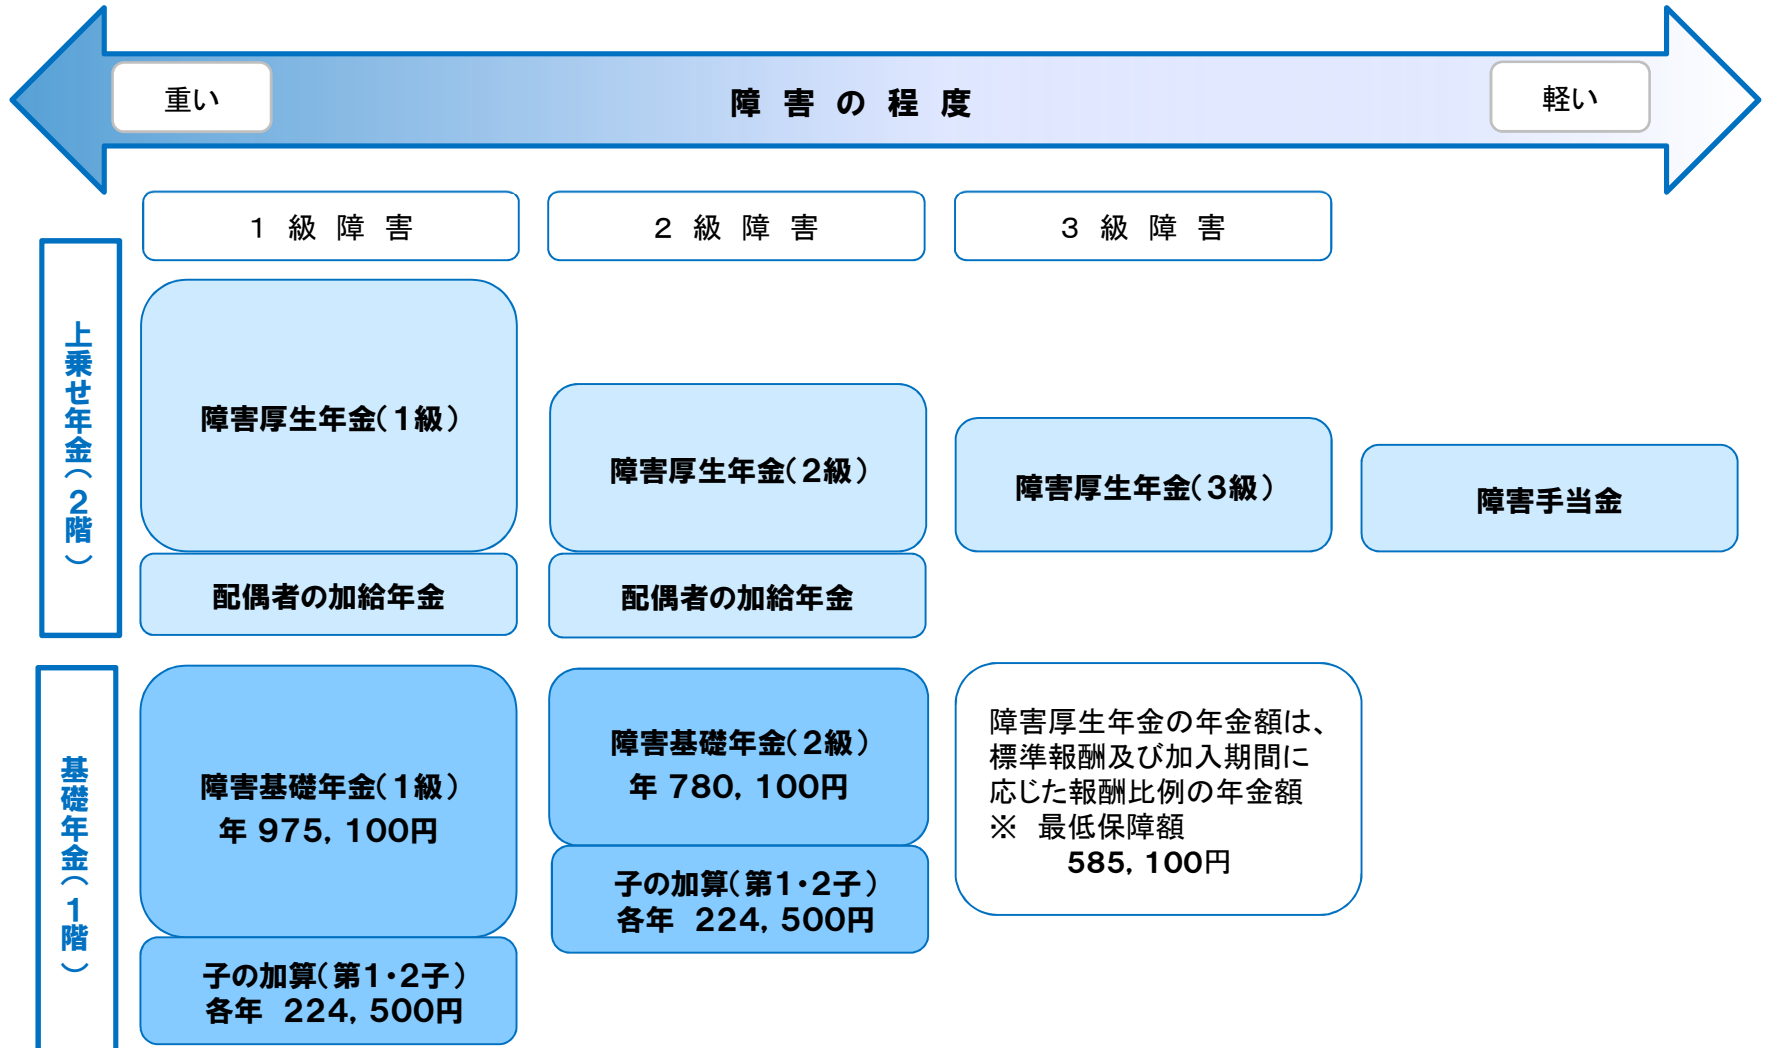 重い
障害の程度
軽い
1級障害
2級障害
3級障害
上乗せ年金(2階)
障害厚生年金(1級)
障害厚生年金(2級)
障害厚生年金(3級)
障害手当金
配偶者の加給年金
配偶者の加給年金
基礎年金(1階)
障害基礎年金(1級)
年 975,100円
子の加算(第1・2子)
各年 224,500円
障害基礎年金(2級)
年 780,100円
子の加算(第1・2子)
各年 224,500円
障害厚生年金の年金額は、
標準報酬及び加入期間に
応じた報酬比例の年金額
※ 最低保障額
585,100円